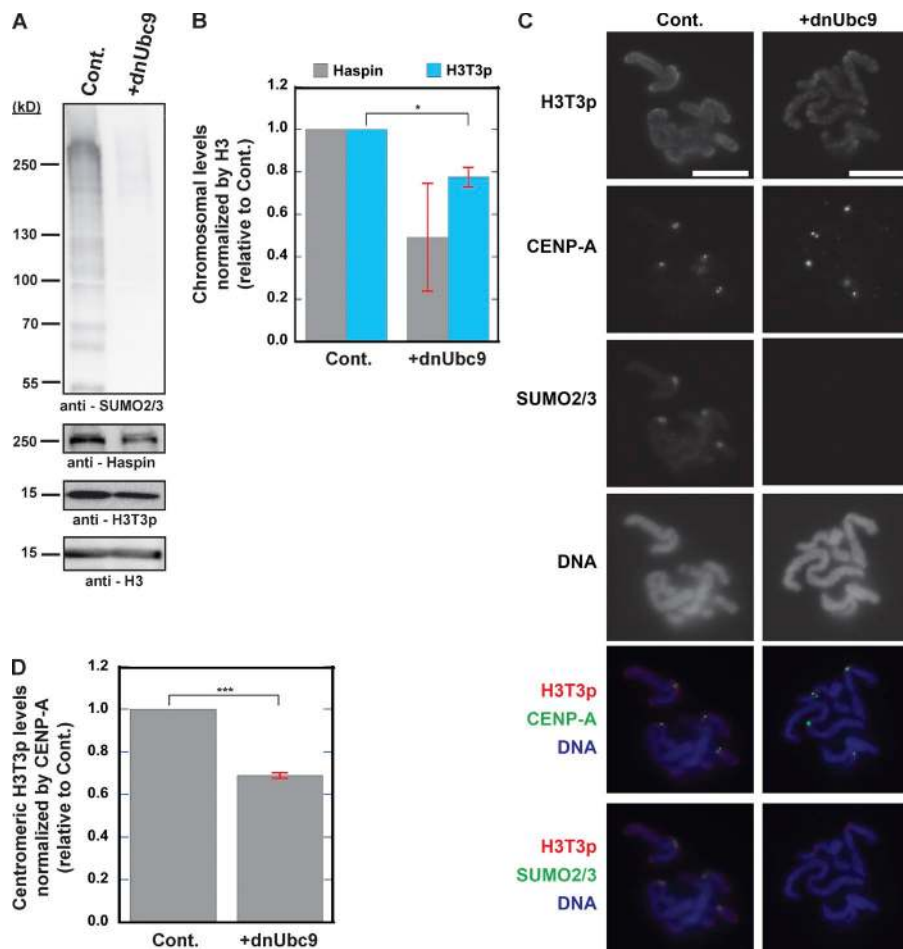 A
Cont.
+dnUbc9
(kD)
250
130
100
70
55
anti - SUMO2/3
250
anti - Haspin
15
anti - H3T3p
15
anti - H3
B
Haspin
H3T3p
Chromosomal levels
normalized by H3
(relative to Cont.)
1.2
1.0
0.8
0.6
0.4
0.2
0.0
*
Cont.
+dnUbc9
C
Cont.
+dnUbc9
H3T3p
CENP-A
SUMO2/3
DNA
H3T3p
CENP-A
DNA
H3T3p
SUMO2/3
DNA
D
Centromeric H3T3p levels
normalized by CENP-A
(relative to Cont.)
1.2
1.0
0.8
0.6
0.4
0.2
0.0
***
Cont.
+dnUbc9